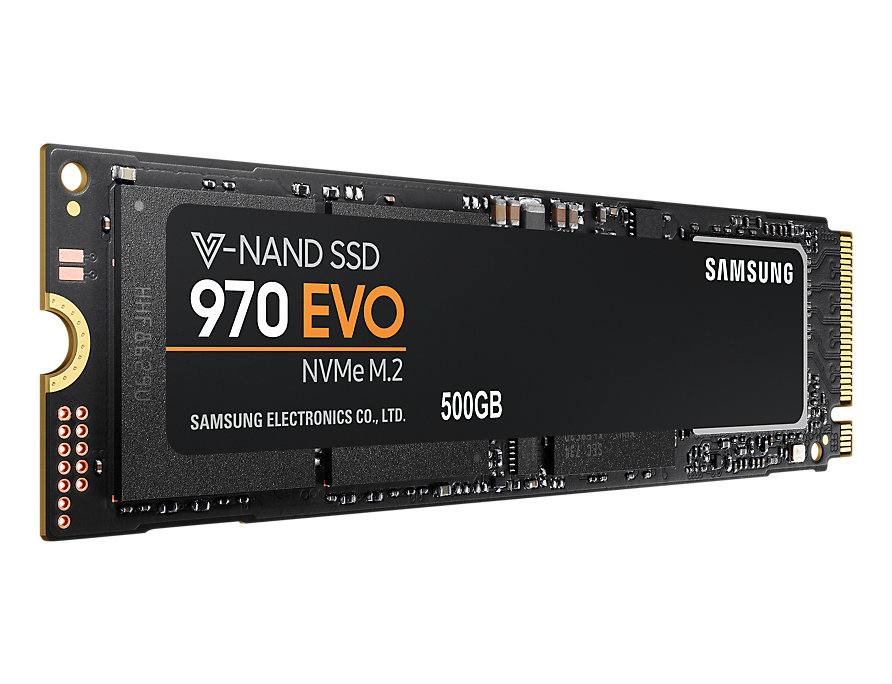 V-NAND SSD
970 EVO
NVMe M.2
SAMSUNG ELECTRONICS CO., LTD.
500GB
SAMSUNG